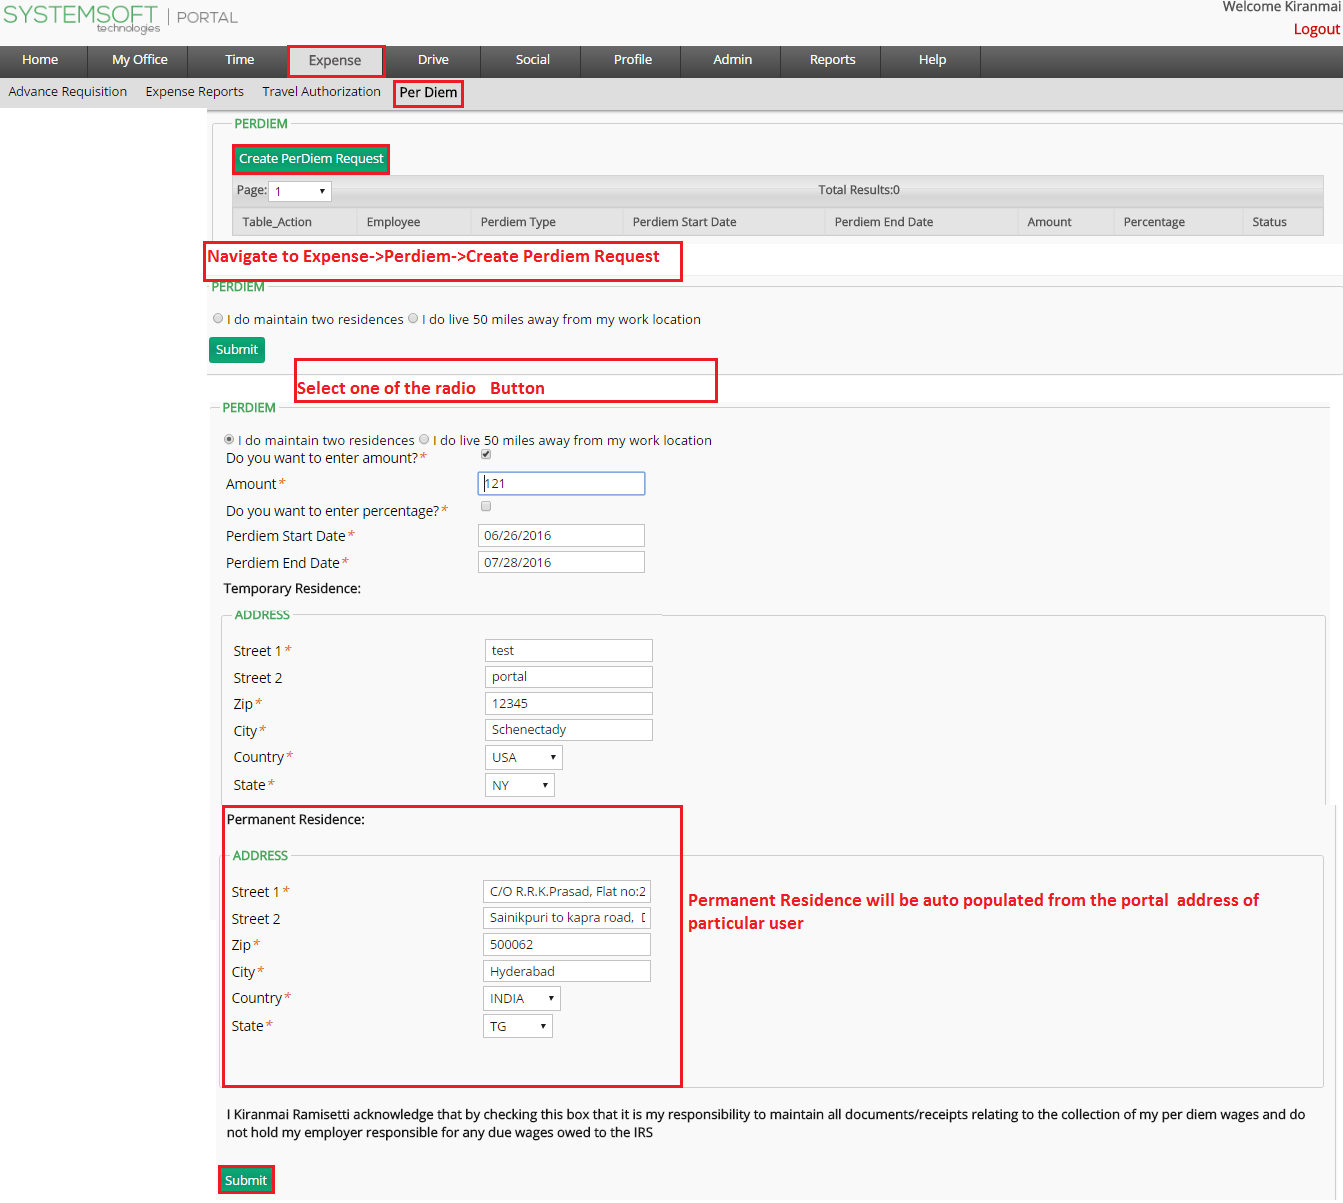 SYSTEMSOFT technologies | PORTAL
Welcome Kiranmai
Logout
Home My Office Time Expense Drive Social Profile Admin Reports Help
Advance Requisition Expense Reports Travel Authorization Per Diem
PERDIEM
Create PerDiem Request
Page: 1 Total Results:0
Table_Action Employee Perdiem Type Perdiem Start Date Perdiem End Date Amount Percentage Status
Navigate to Expense->Perdiem->Create Perdiem Request
PERDIEM
I do maintain two residences I do live 50 miles away from my work location
Submit
Select one of the radio Button
PERDIEM
I do maintain two residences I do live 50 miles away from my work location
Do you want to enter amount?*
Amount* 121
Do you want to enter percentage?*
Perdiem Start Date* 06/26/2016
Perdiem End Date* 07/28/2016
Temporary Residence:
ADDRESS
Street 1* test
Street 2 portal
Zip* 12345
City* Schenectady
Country* USA
State* NY
Permanent Residence:
ADDRESS
Street 1* C/O R.R.K.Prasad, Flat no:2
Street 2 Sainikpuri to kapra road,
Zip* 500062
City* Hyderabad
Country* INDIA
State* TG
Permanent Residence will be auto populated from the portal address of
particular user
I Kiranmai Ramisetti acknowledge that by checking this box that it is my responsibility to maintain all documents/receipts relating to the collection of my per diem wages and do
not hold my employer responsible for any due wages owed to the IRS
Submit